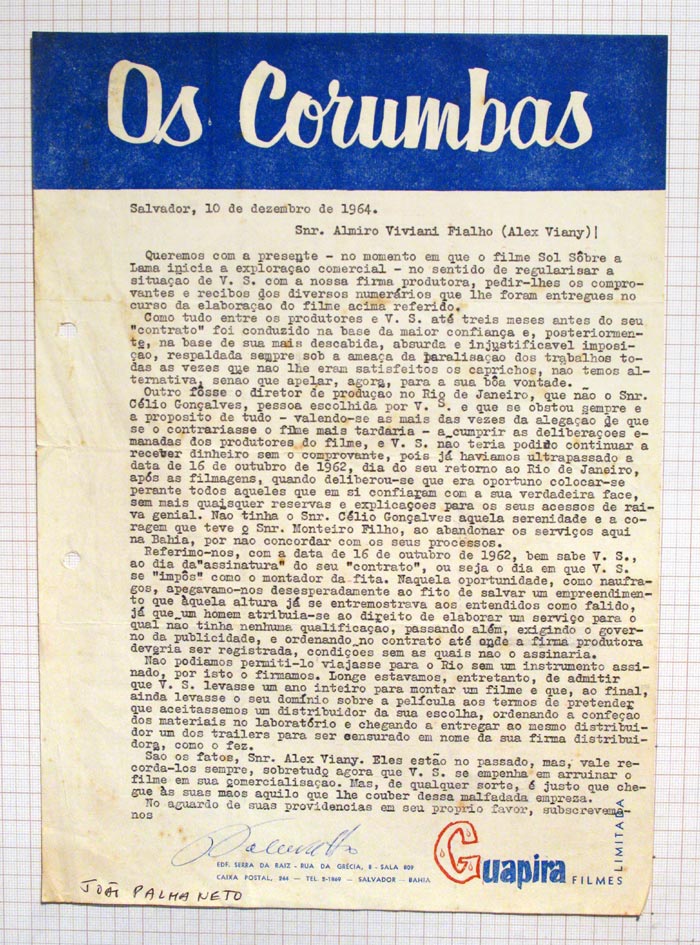 Os Corumbas
Salvador, 10 de dezembro de 1964.
Snr. Almiro Viviani Fialho (Alex Viany)|
Queremos com a presente - no momento em que o filme Sol Sôbre a
Lama inicia a exploraçao comercial - no sentido de regularisar a
situaçao de V. S. com a nossa firma produtora, pedir-lhes os compro-
vantes e recibos dos diversos numerários que lhe foram entregues no
curso da elaboraçao do filme acima referido.
Como tudo entre os produtores e V. S. até três meses antes do seu
"contrato" foi conduzido na base da maior confiança e, posteriormen-
te, na base de sua mais descabida, absurda e injustificável imposi-
çao, respaldada sempre sob a ameaça da paralisaçao dos trabalhos to-
das as vezes que nao lhe eram satisfeitos os caprichos, nao temos al-
ternativa, senao que apelar, agora, para a sua bôa vontade.
Outro fôsse o diretor de produçao no Rio de Janeiro, que não o Snr.
Célio Gonçalves, pessoa escolhida por V. S. e que se obstou sempre e
a proposito de tudo - valendo-se as mais das vezes da alegaçao de que
se o contrariasse o filme mais tardaria - a cumprir as deliberaçoes e-
manadas dos produtores do filme, e V. S. nao teria podido continuar a
receber dinheiro sem o comprovante, pois já haviamos ultrapassado a
data de 16 de outubro de 1962, dia do seu retorno ao Rio de Janeiro,
após as filmagens, quando deliberou-se que era oportuno colocar-se
perante todos aqueles que em si confiaram com a sua verdadeira face,
sem mais quaisquer reservas e explicaçoes para os seus acessos de rai-
va genial. Nao tinha o Snr. Célio Gonçalves aquela serenidade e a co-
ragem que teve o Snr. Monteiro Filho, ao abandonar os serviços aqui
na Bahia, por nao concordar com os seus processos.
Referimo-nos, com a data de 16 de outubro de 1962, bem sabe V. S.,
ao dia da"assinatura" do seu "contrato", ou seja o dia em que V. S.
se "impôs" como o montador da fita. Naquela oportunidade, como naufra-
gos, apegavamo-nos desesperadamente ao fito de salvar um empreendimen-
to que àquela altura já se entremostrava aos entendidos como falido,
já que um homem atribuia-se ao direito de elaborar um serviço para o
qual nao tinha nenhuma qualificaçao, passando além, exigindo o gover-
no da publicidade, e ordenando no contrato até onde a firma produtora
deveria ser registrada, condiçoes sem as quais nao o assinaria.
Nao podiamos permiti-lo viajasse para o Rio sem um instrumento assi-
nado, por isto o firmamos. Longe estavamos, entretanto, de admitir
que V. S. levasse um ano inteiro para montar um filme e que, ao final,
ainda levasse o seu domínio sobre a película aos termos de pretender
que aceitassemos um distribuidor da sua escolha, ordenando a confeçao
dos materiais no laboratório e chegando a entregar ao mesmo distribui-
dor um dos trailers para ser censurado em nome da sua firma distribui-
dora, como o fez.
Sao os fatos, Snr. Alex Viany. Eles estão no passado, mas, vale re-
corda-los sempre, sobretudo agora que V. S. se empenha em arruinar o
filme em sua comercialisaçao. Mas, de qualquer sorte, é justo que che-
gue às suas maos aquilo que lhe couber dessa malfadada empreza.
No aguardo de suas providencias em seu proprio favor, subscrevemo-
nos
EDF. SERRA DA RAIZ - RUA DA GRÉCIA, 8 - SALA 809
CAIXA POSTAL, 264 - TEL 2-1869 - SALVADOR - BAHIA
Guapira FILMES LIMITADA
JOÃO PALHA NETO